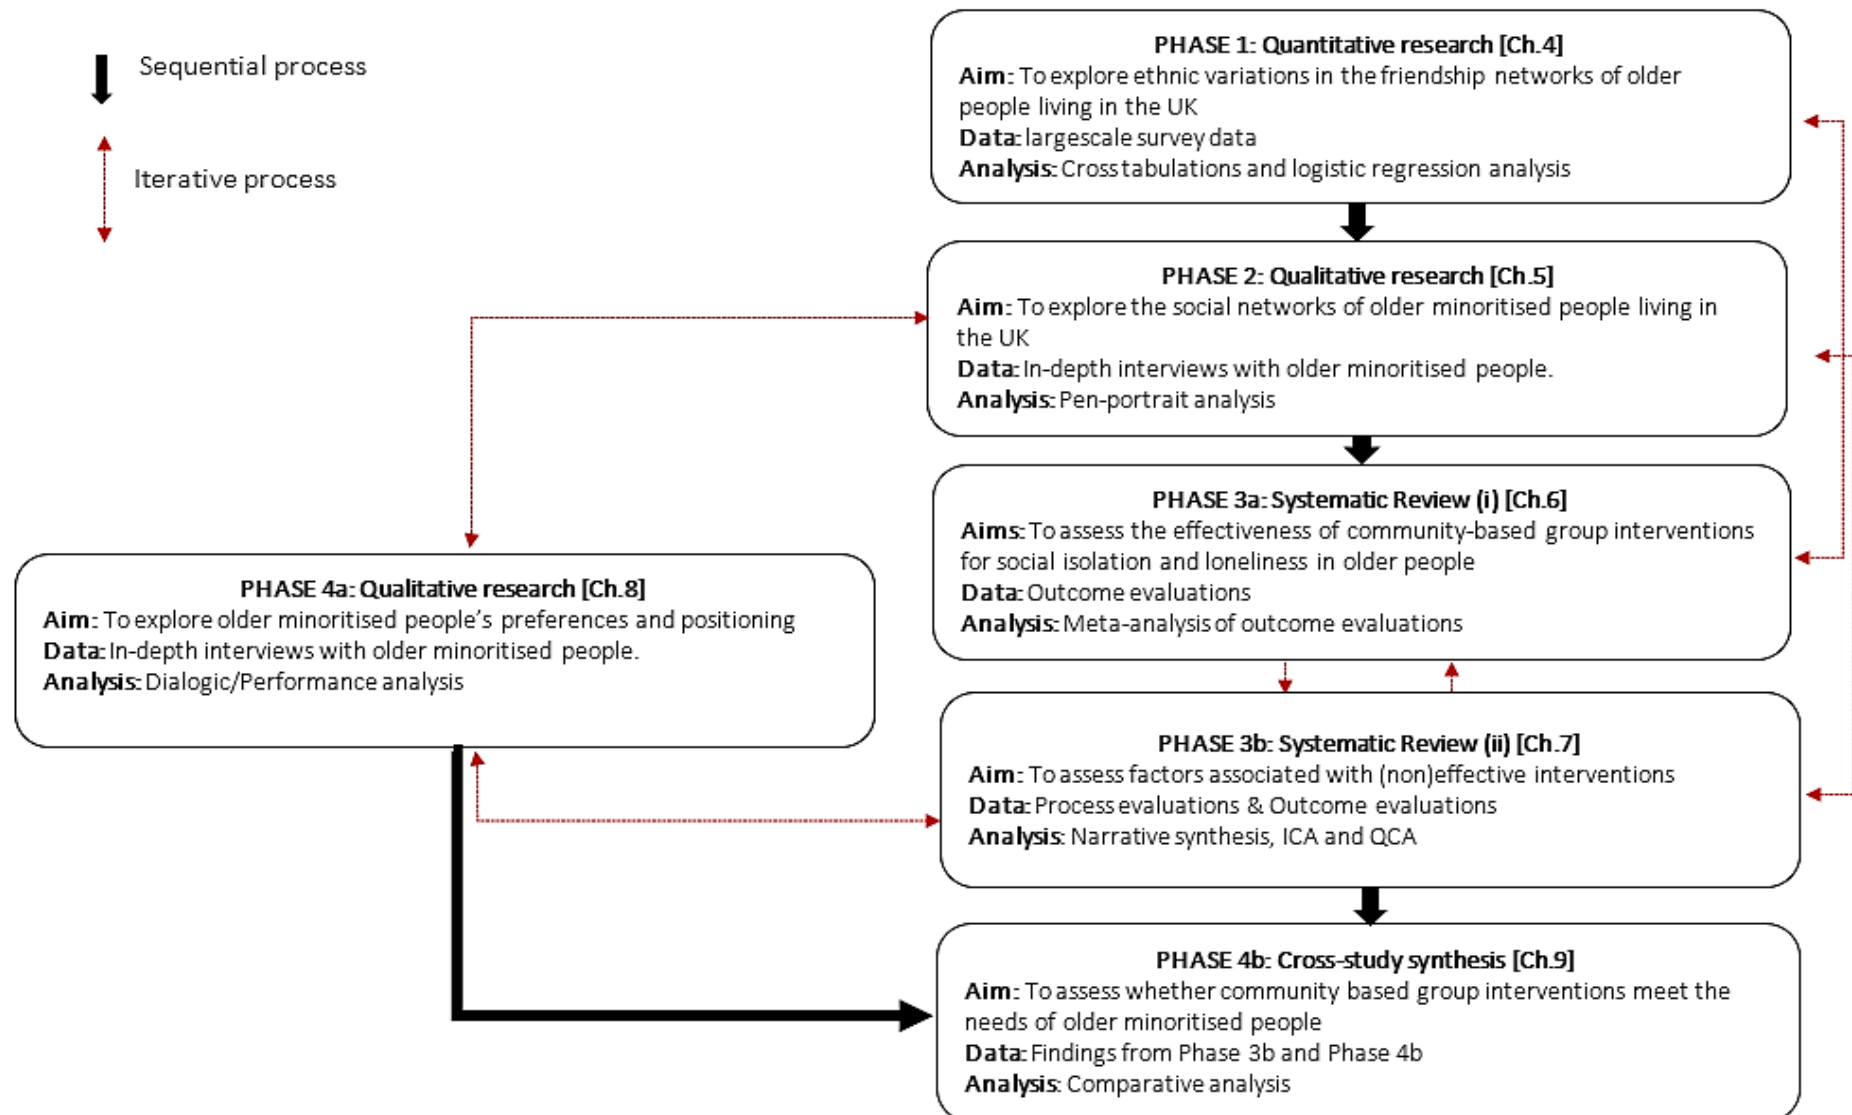 Sequential process
Iterative process
PHASE 1: Quantitative research [Ch.4]
Aim: To explore ethnic variations in the friendship networks of older
people living in the UK
Data: largescale survey data
Analysis: Cross tabulations and logistic regression analysis
PHASE 2: Qualitative research [Ch.5]
Aim: To explore the social networks of older minoritised people living in
the UK
Data: In-depth interviews with older minoritised people.
Analysis: Pen-portrait analysis
PHASE 3a: Systematic Review (i) [Ch.6]
Aims: To assess the effectiveness of community-based group interventions
for social isolation and loneliness in older people
Data: Outcome evaluations
Analysis: Meta-analysis of outcome evaluations
PHASE 4a: Qualitative research [Ch.8]
Aim: To explore older minoritised people's preferences and positioning
Data: In-depth interviews with older minoritised people.
Analysis: Dialogic/Performance analysis
PHASE 3b: Systematic Review (ii) [Ch.7]
Aim: To assess factors associated with (non)effective interventions
Data: Process evaluations & Outcome evaluations
Analysis: Narrative synthesis, ICA and QCA
PHASE 4b: Cross-study synthesis [Ch.9]
Aim: To assess whether community based group interventions meet the
needs of older minoritised people
Data: Findings from Phase 3b and Phase 4b
Analysis: Comparative analysis